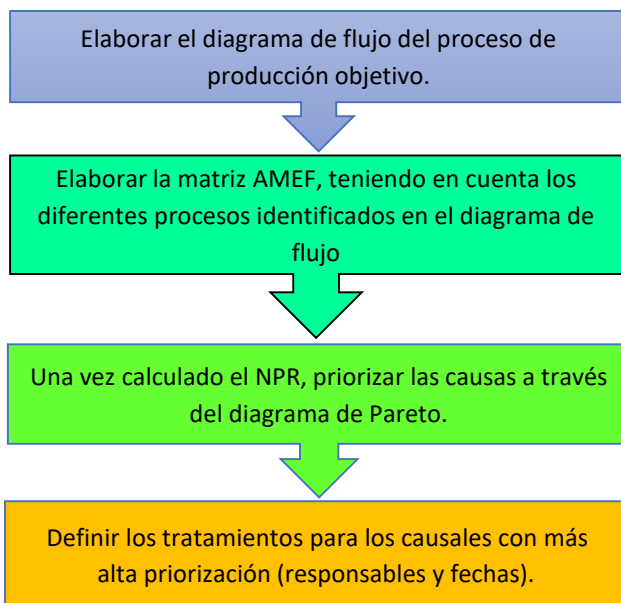 Elaborar el diagrama de flujo del proceso de
producción objetivo.
Elaborar la matriz AMEF, teniendo en cuenta los
diferentes procesos identificados en el diagrama de
flujo
Una vez calculado el NPR, priorizar las causas a través
del diagrama de Pareto.
Definir los tratamientos para los causales con más
alta priorización (responsables y fechas).